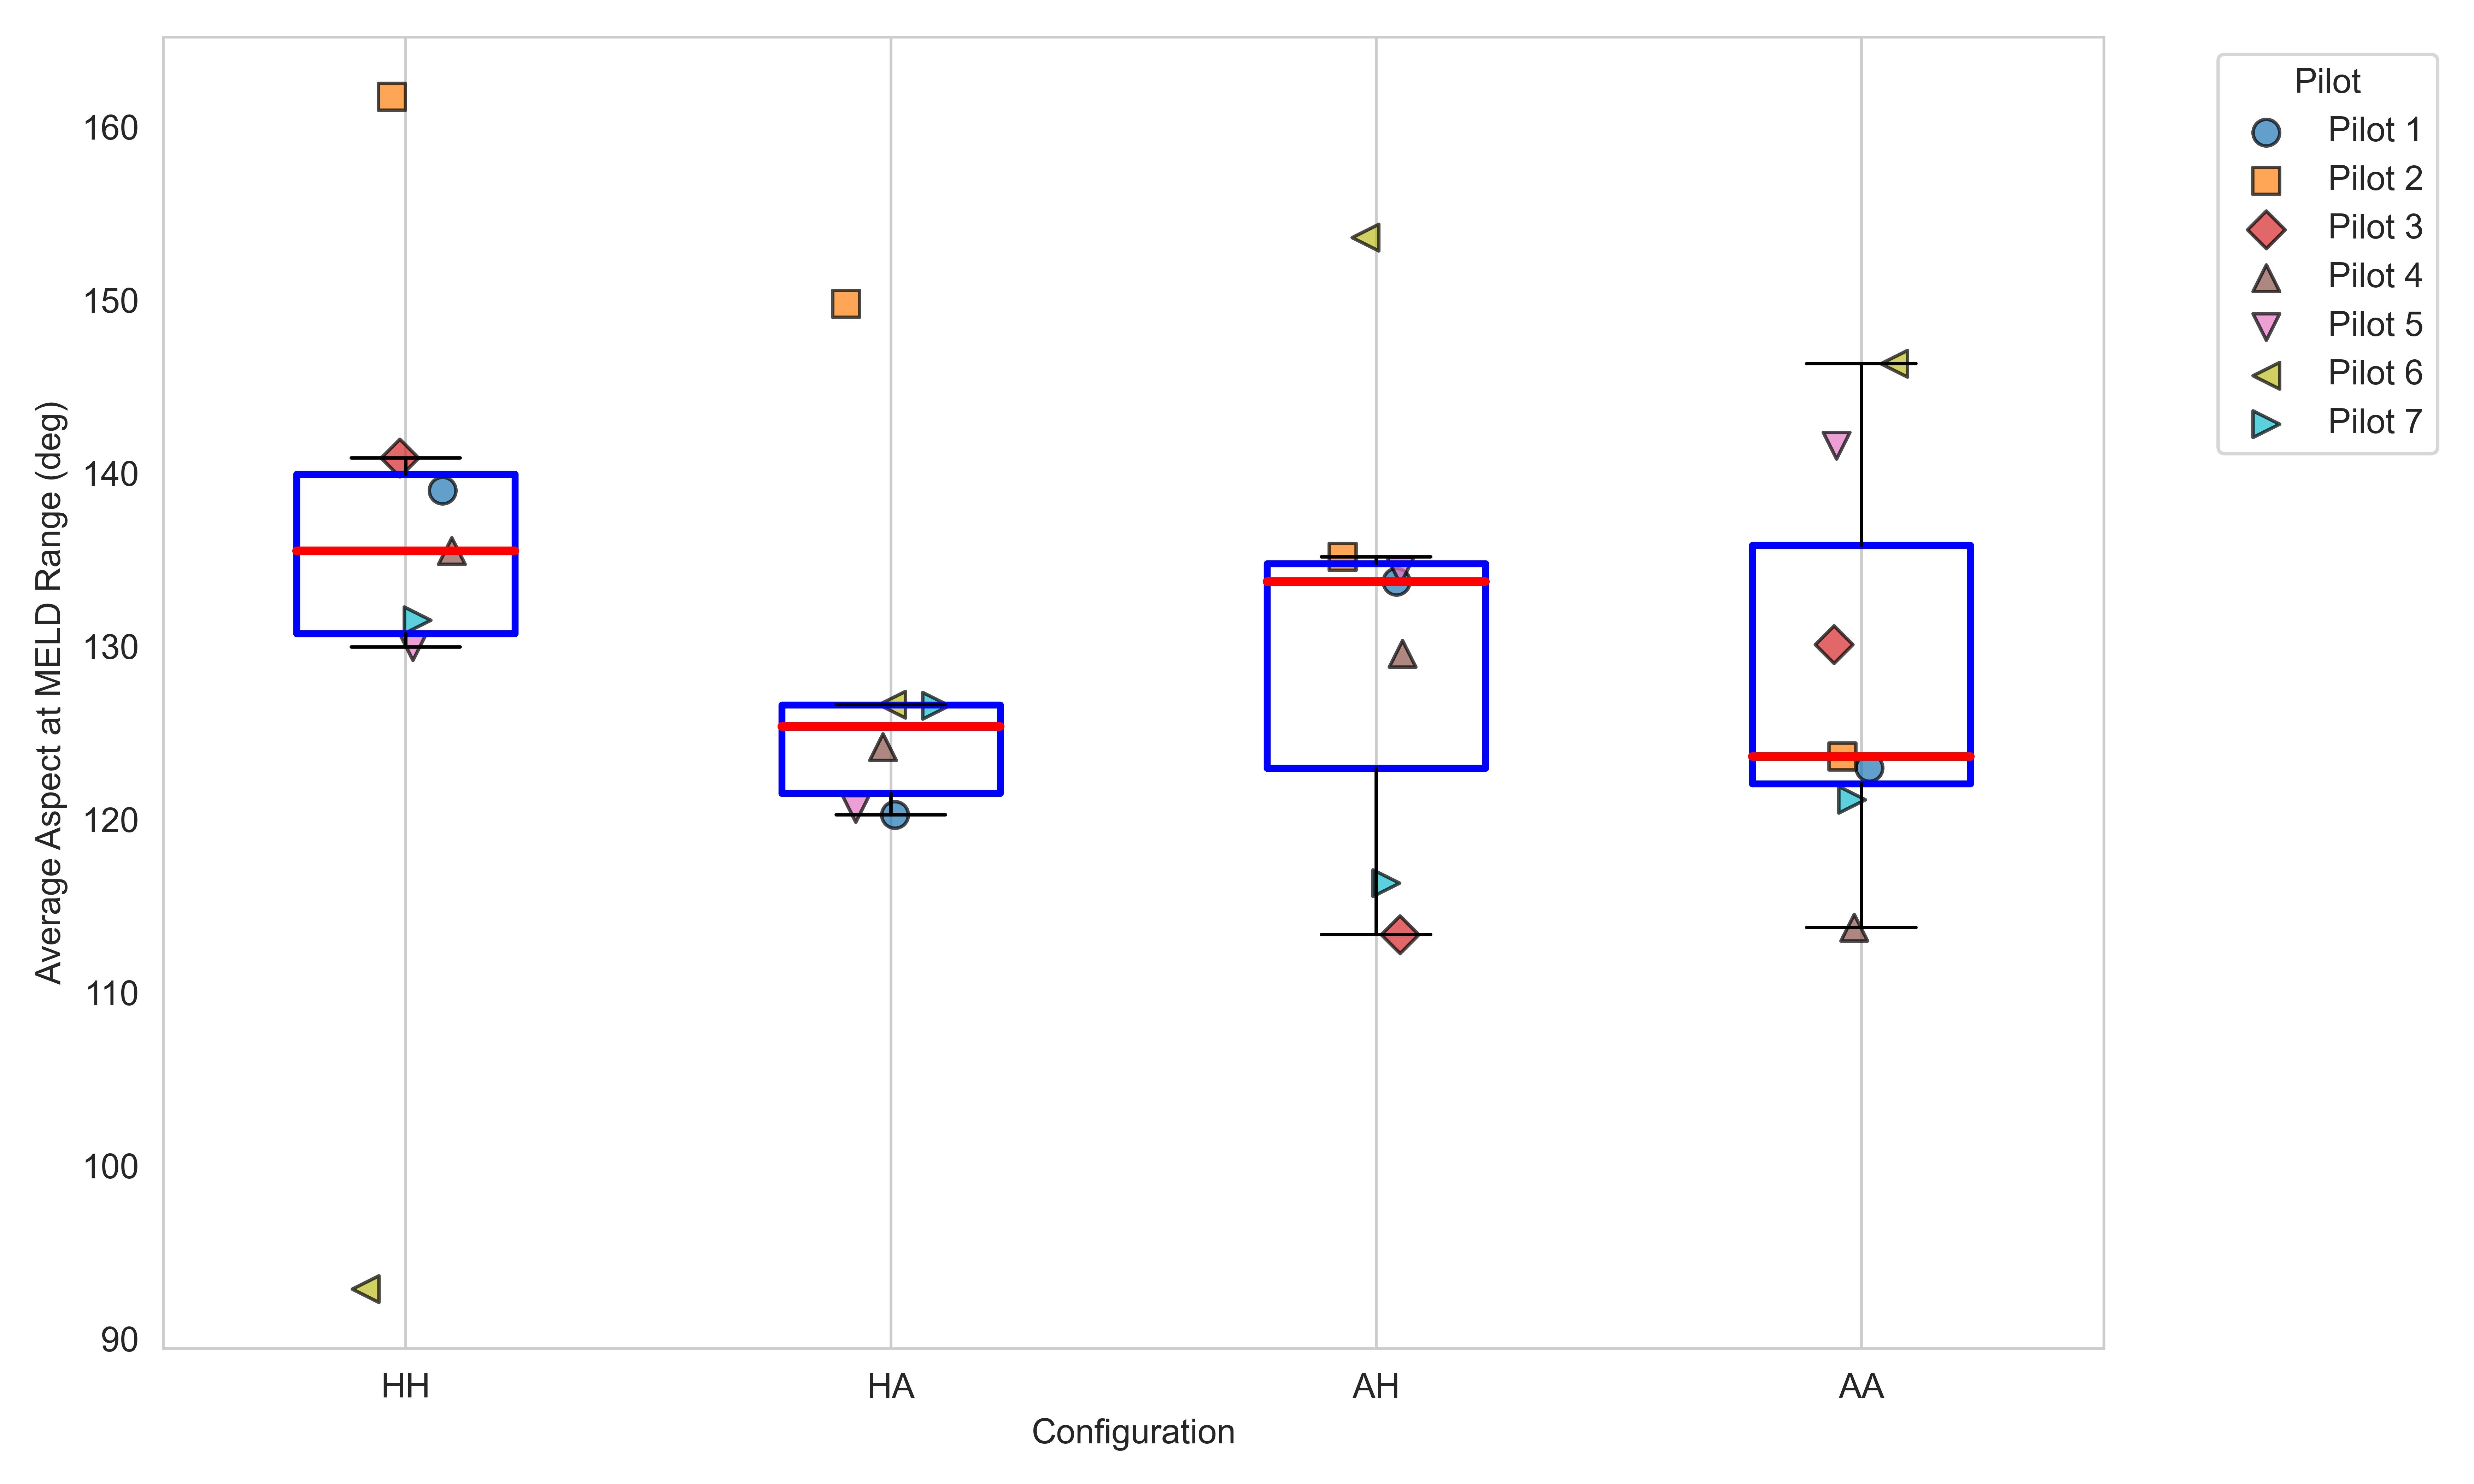 Average Aspect at MELD Range (deg)
160
150
140
130
120
110
100
90
HH
HA
AH
AA
Configuration
Pilot
Pilot 1
Pilot 2
Pilot 3
Pilot 4
Pilot 5
Pilot 6
Pilot 7